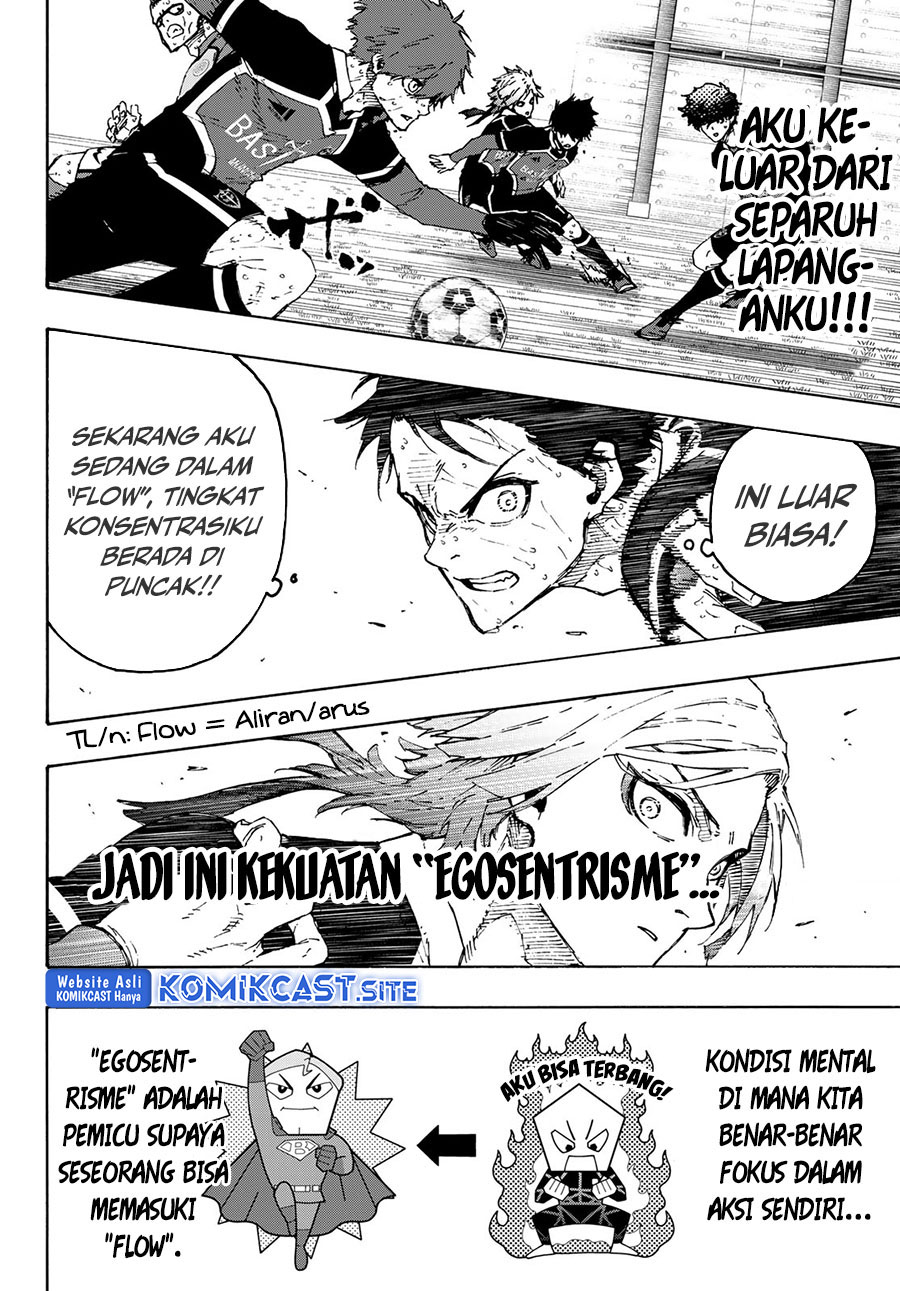 AKU KE-
LUAR DARI
SEPARUH
LAPANG-
ANKU!!!
BAST
BAST
INI LUAR
BIASA!
SEKARANG AKU
SEDANG DALAM
"FLOW", TINGKAT
KONSENTRASIKU
BERADA DI
PUNCAK!!
TL/n: Flow = Aliran/arus
JADI INI KEKUATAN "EGOSENTRISME"...
Website Asli
KOMIKCAST Hanya
KOMIKCAST.SITE
KONDISI MENTAL
DI MANA KITA
BENAR-BENAR
FOKUS DALAM
AKSI SENDIRI...
AKU BISA TERBANG!
"EGOSENT-
RISME" ADALAH
PEMICU SUPAYA
SESEORANG BISA
MEMASUKI
"FLOW".
B